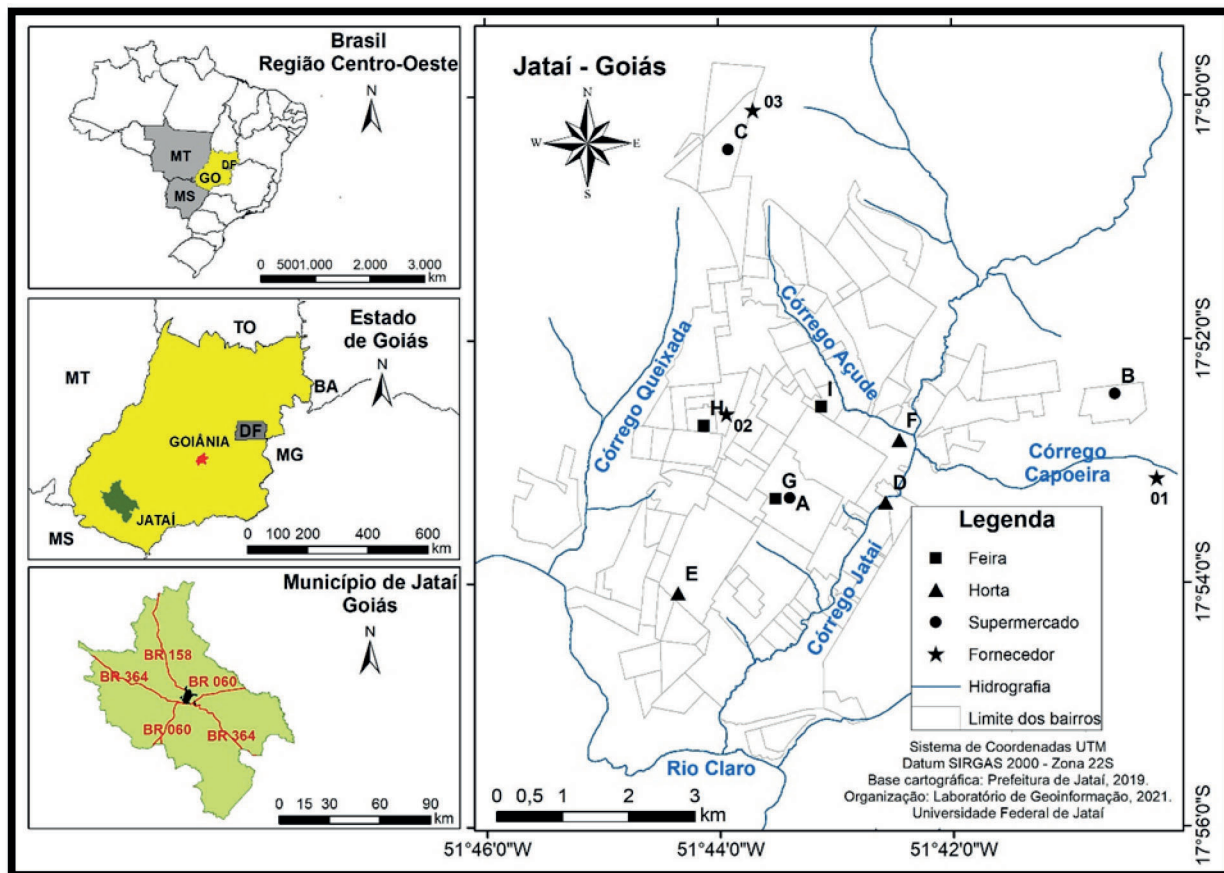 Brasil
Região Centro-Oeste
N
MT
DF
GO
MS
0 5001.000 2.000 3.000
km
TO
Estado
de Goiás
N
MT
BA
DF
GOIÂNIA
MG
JATAÍ
MS
0 100 200 400 600
km
Município de Jataí
Goiás
N
BR 158
BR 364
BR 060
BR 060
BR 364
0 15 30 60 90
km
Jataí - Goiás
N
W E
S
03
C
Córrego Queixada
Córrego Açude
B
I
H
02
F
Córrego
Capoeira
G
A
D
01
E
Córrego Jataí
Rio Claro
Legenda
Feira
Horta
Supermercado
Fornecedor
Hidrografia
Limite dos bairros
Sistema de Coordenadas UTM
Datum SIRGAS 2000 - Zona 22S
Base cartográfica: Prefeitura de Jataí, 2019.
Organização: Laboratório de Geoinformação, 2021.
Universidade Federal de Jataí
0 0,5 1 2 3
km
17°50'0"S
17°52'0"S
17°54'0"S
17°56'0"S
51°46'0"W 51°44'0"W 51°42'0"W